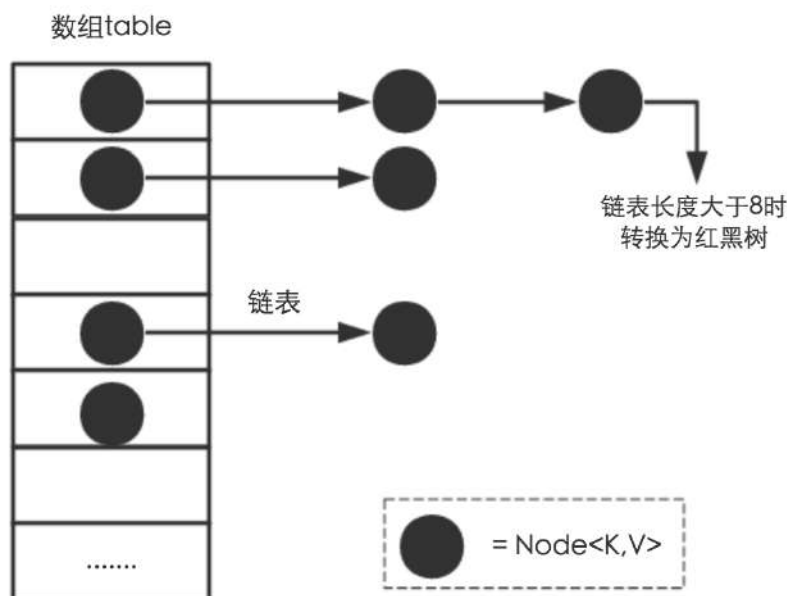 数组table
链表长度大于8时
转换为红黑树
链表
= Node<K,V>
.......